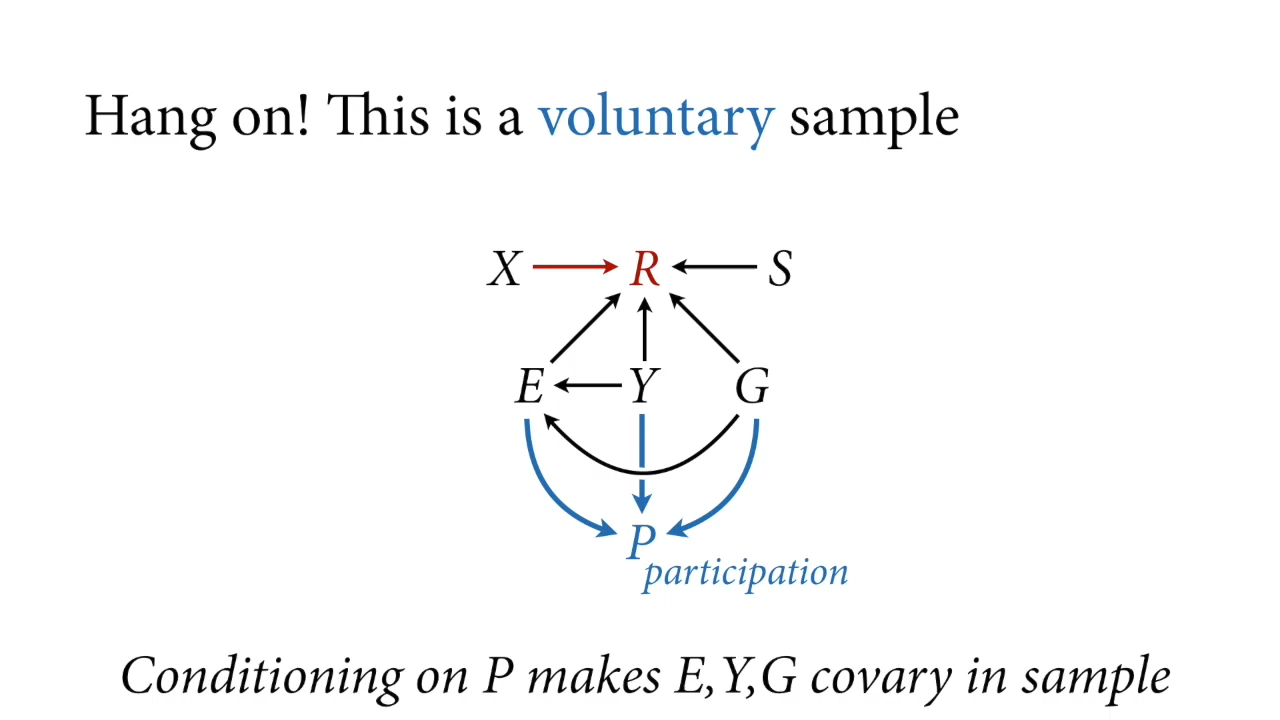 Hang on! This is a voluntary sample
X R S
E Y G
P
participation
Conditioning on P makes E,Y,G covary in sample